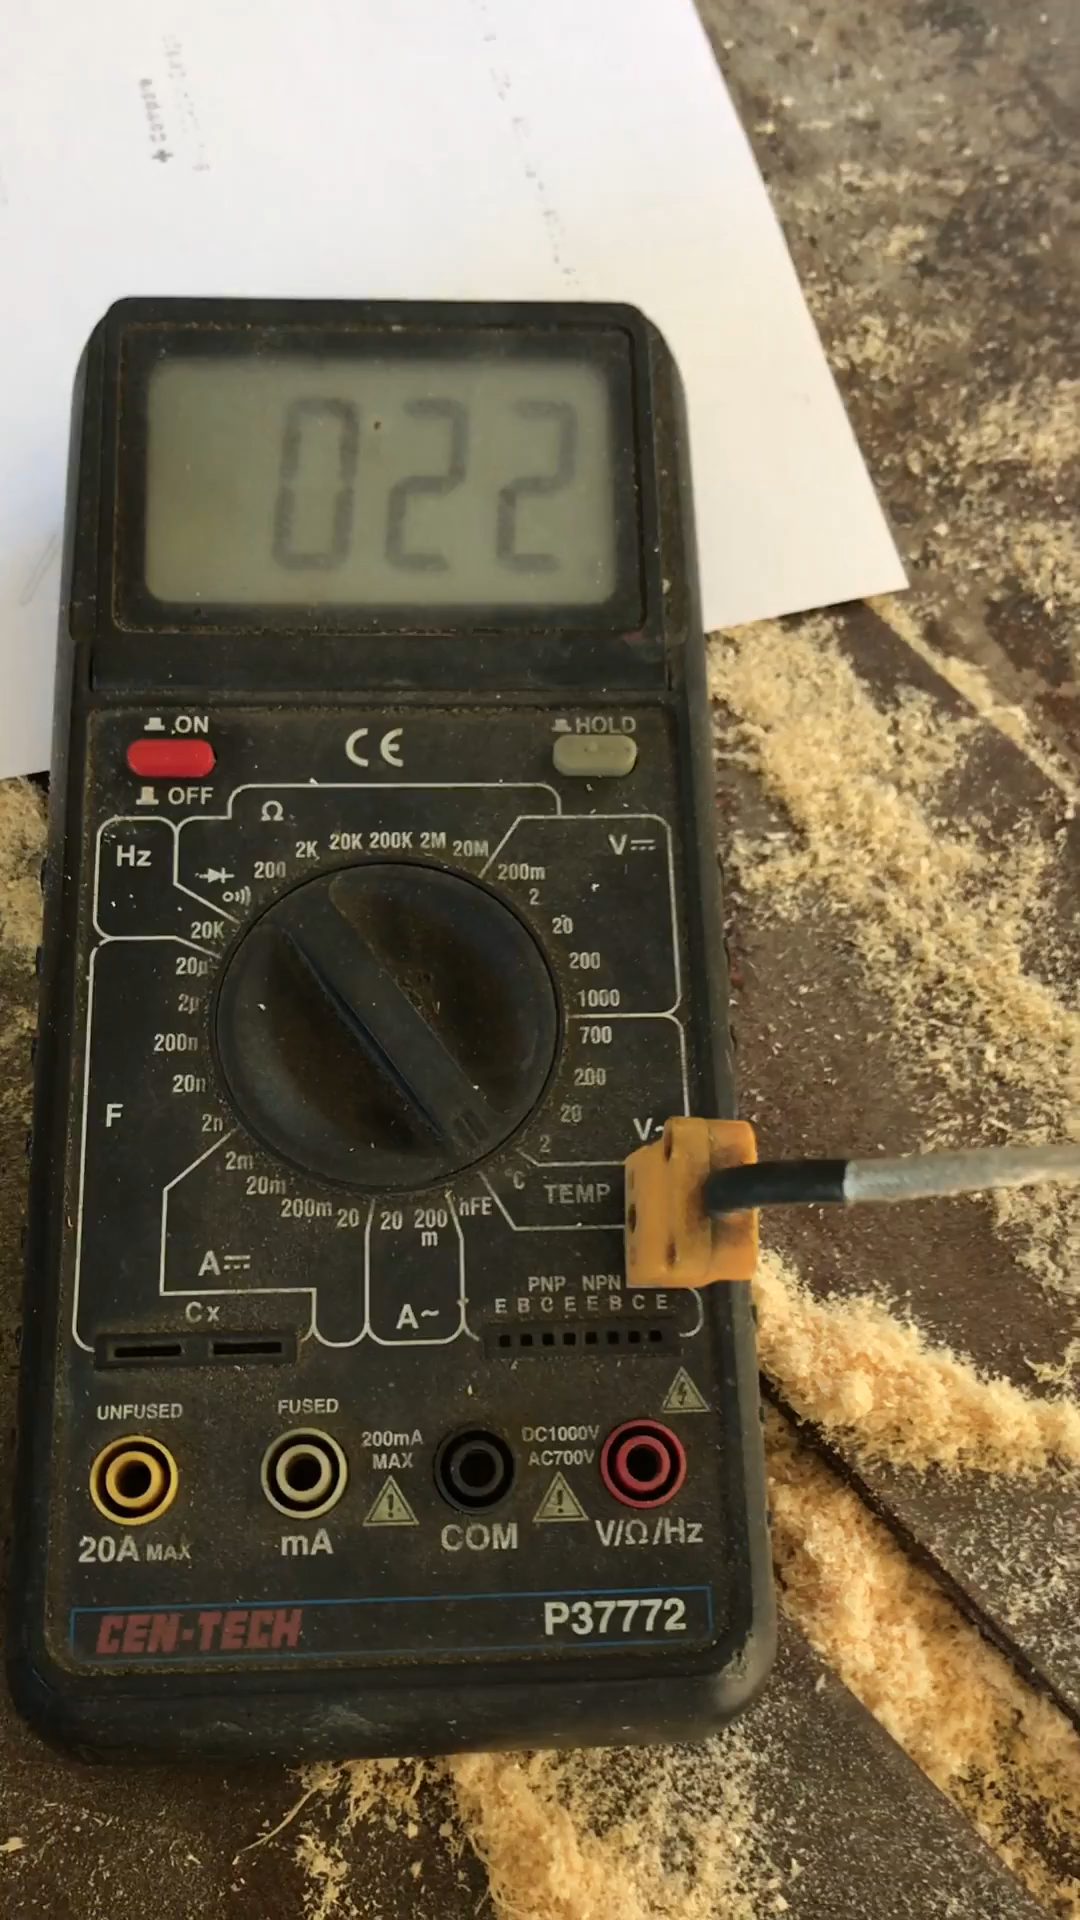 022
.ON
HOLD
CE
OFF
Ω
Hz
2K 20K 200K 2M 20M
V
200
200m
2
20K
20
20µ
200
2µ
1000
700
200n
200
20n
20
F
2n
V~
2
2m
°C
TEMP
20m
200m 20
20 200
m
hFE
A
PNP NPN
Cx
A~
E B C E E B C E
UNFUSED
FUSED
200mA
MAX
DC1000V
AC700V
20A MAX
mA
COM
V/Ω/Hz
CEN-TECH
P37772